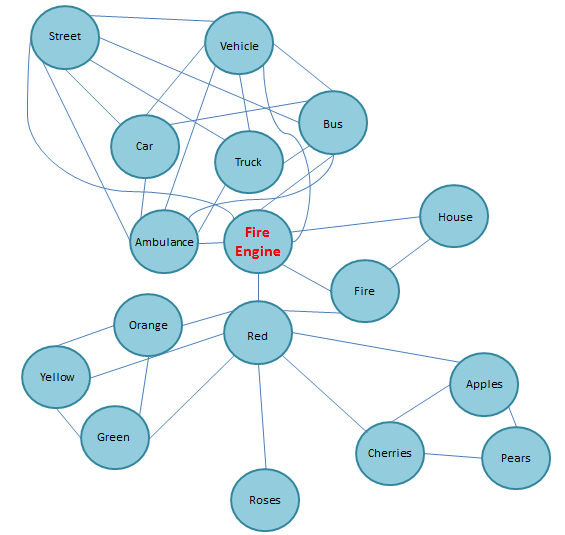 Street
Vehicle
Bus
Car
Truck
House
Ambulance
Fire
Engine
Fire
Orange
Red
Yellow
Apples
Green
Cherries
Pears
Roses